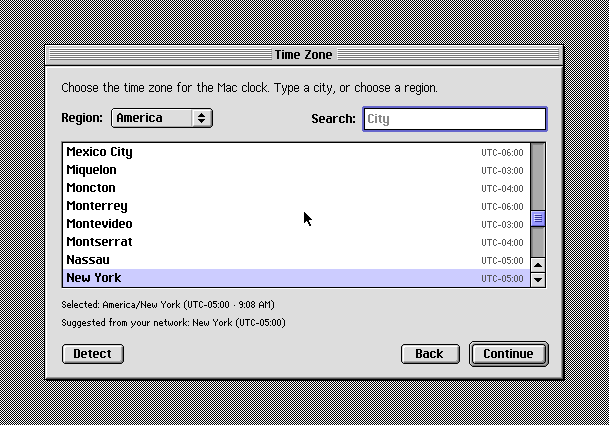 Time Zone
Choose the time zone for the Mac clock. Type a city, or choose a region.
Region: America Search: City
Mexico City UTC-06:00
Miquelon UTC-03:00
Moncton UTC-04:00
Monterrey UTC-06:00
Montevideo UTC-03:00
Montserrat UTC-04:00
Nassau UTC-05:00
New York UTC-05:00
Selected: America/New York (UTC-05:00 · 9:08 AM)
Suggested from your network: New York (UTC-05:00)
Detect Back Continue